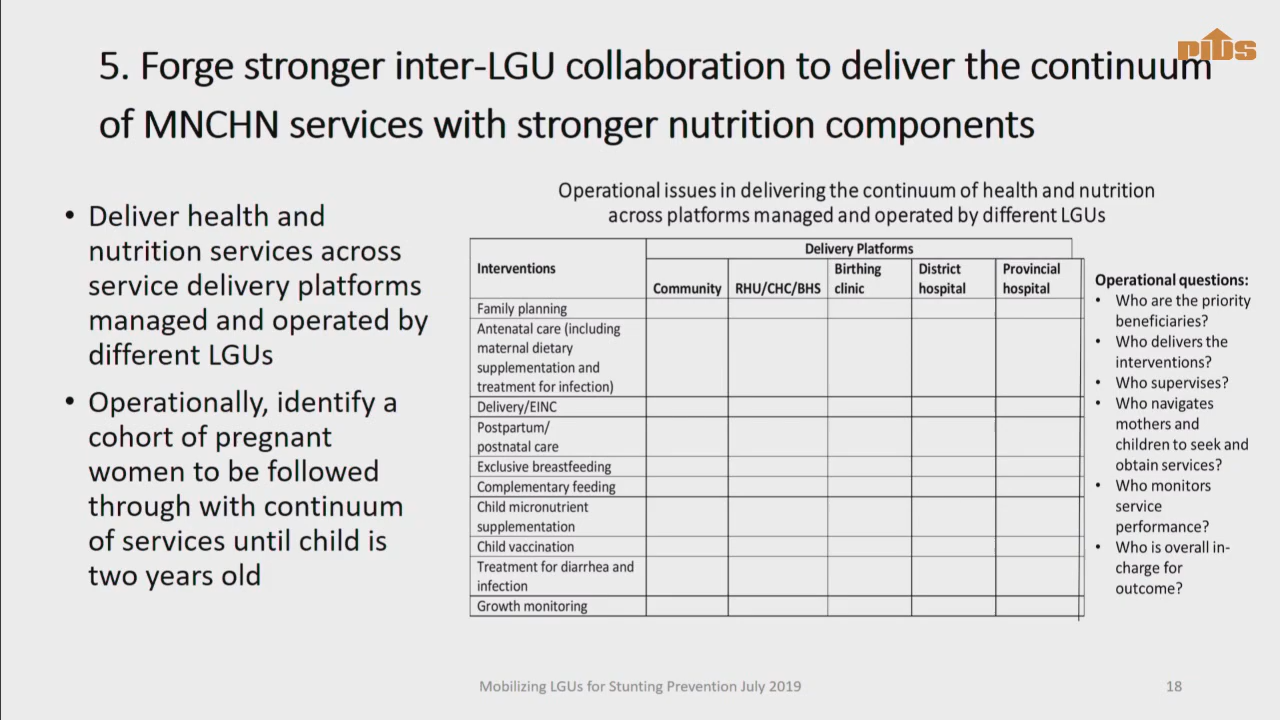 pids
5. Forge stronger inter-LGU collaboration to deliver the continuum
of MNCHN services with stronger nutrition components
• Deliver health and
nutrition services across
service delivery platforms
managed and operated by
different LGUs
• Operationally, identify a
cohort of pregnant
women to be followed
through with continuum
of services until child is
two years old
Operational issues in delivering the continuum of health and nutrition
across platforms managed and operated by different LGUs
Interventions
Delivery Platforms
Community
RHU/CHC/BHS
Birthing
clinic
District
hospital
Provincial
hospital
Family planning
Antenatal care (including
maternal dietary
supplementation and
treatment for infection)
Delivery/EINC
Postpartum/
postnatal care
Exclusive breastfeeding
Complementary feeding
Child micronutrient
supplementation
Child vaccination
Treatment for diarrhea and
infection
Growth monitoring
Operational questions:
• Who are the priority
beneficiaries?
• Who delivers the
interventions?
• Who supervises?
• Who navigates
mothers and
children to seek and
obtain services?
• Who monitors
service
performance?
• Who is overall in-
charge for
outcome?
Mobilizing LGUs for Stunting Prevention July 2019
18